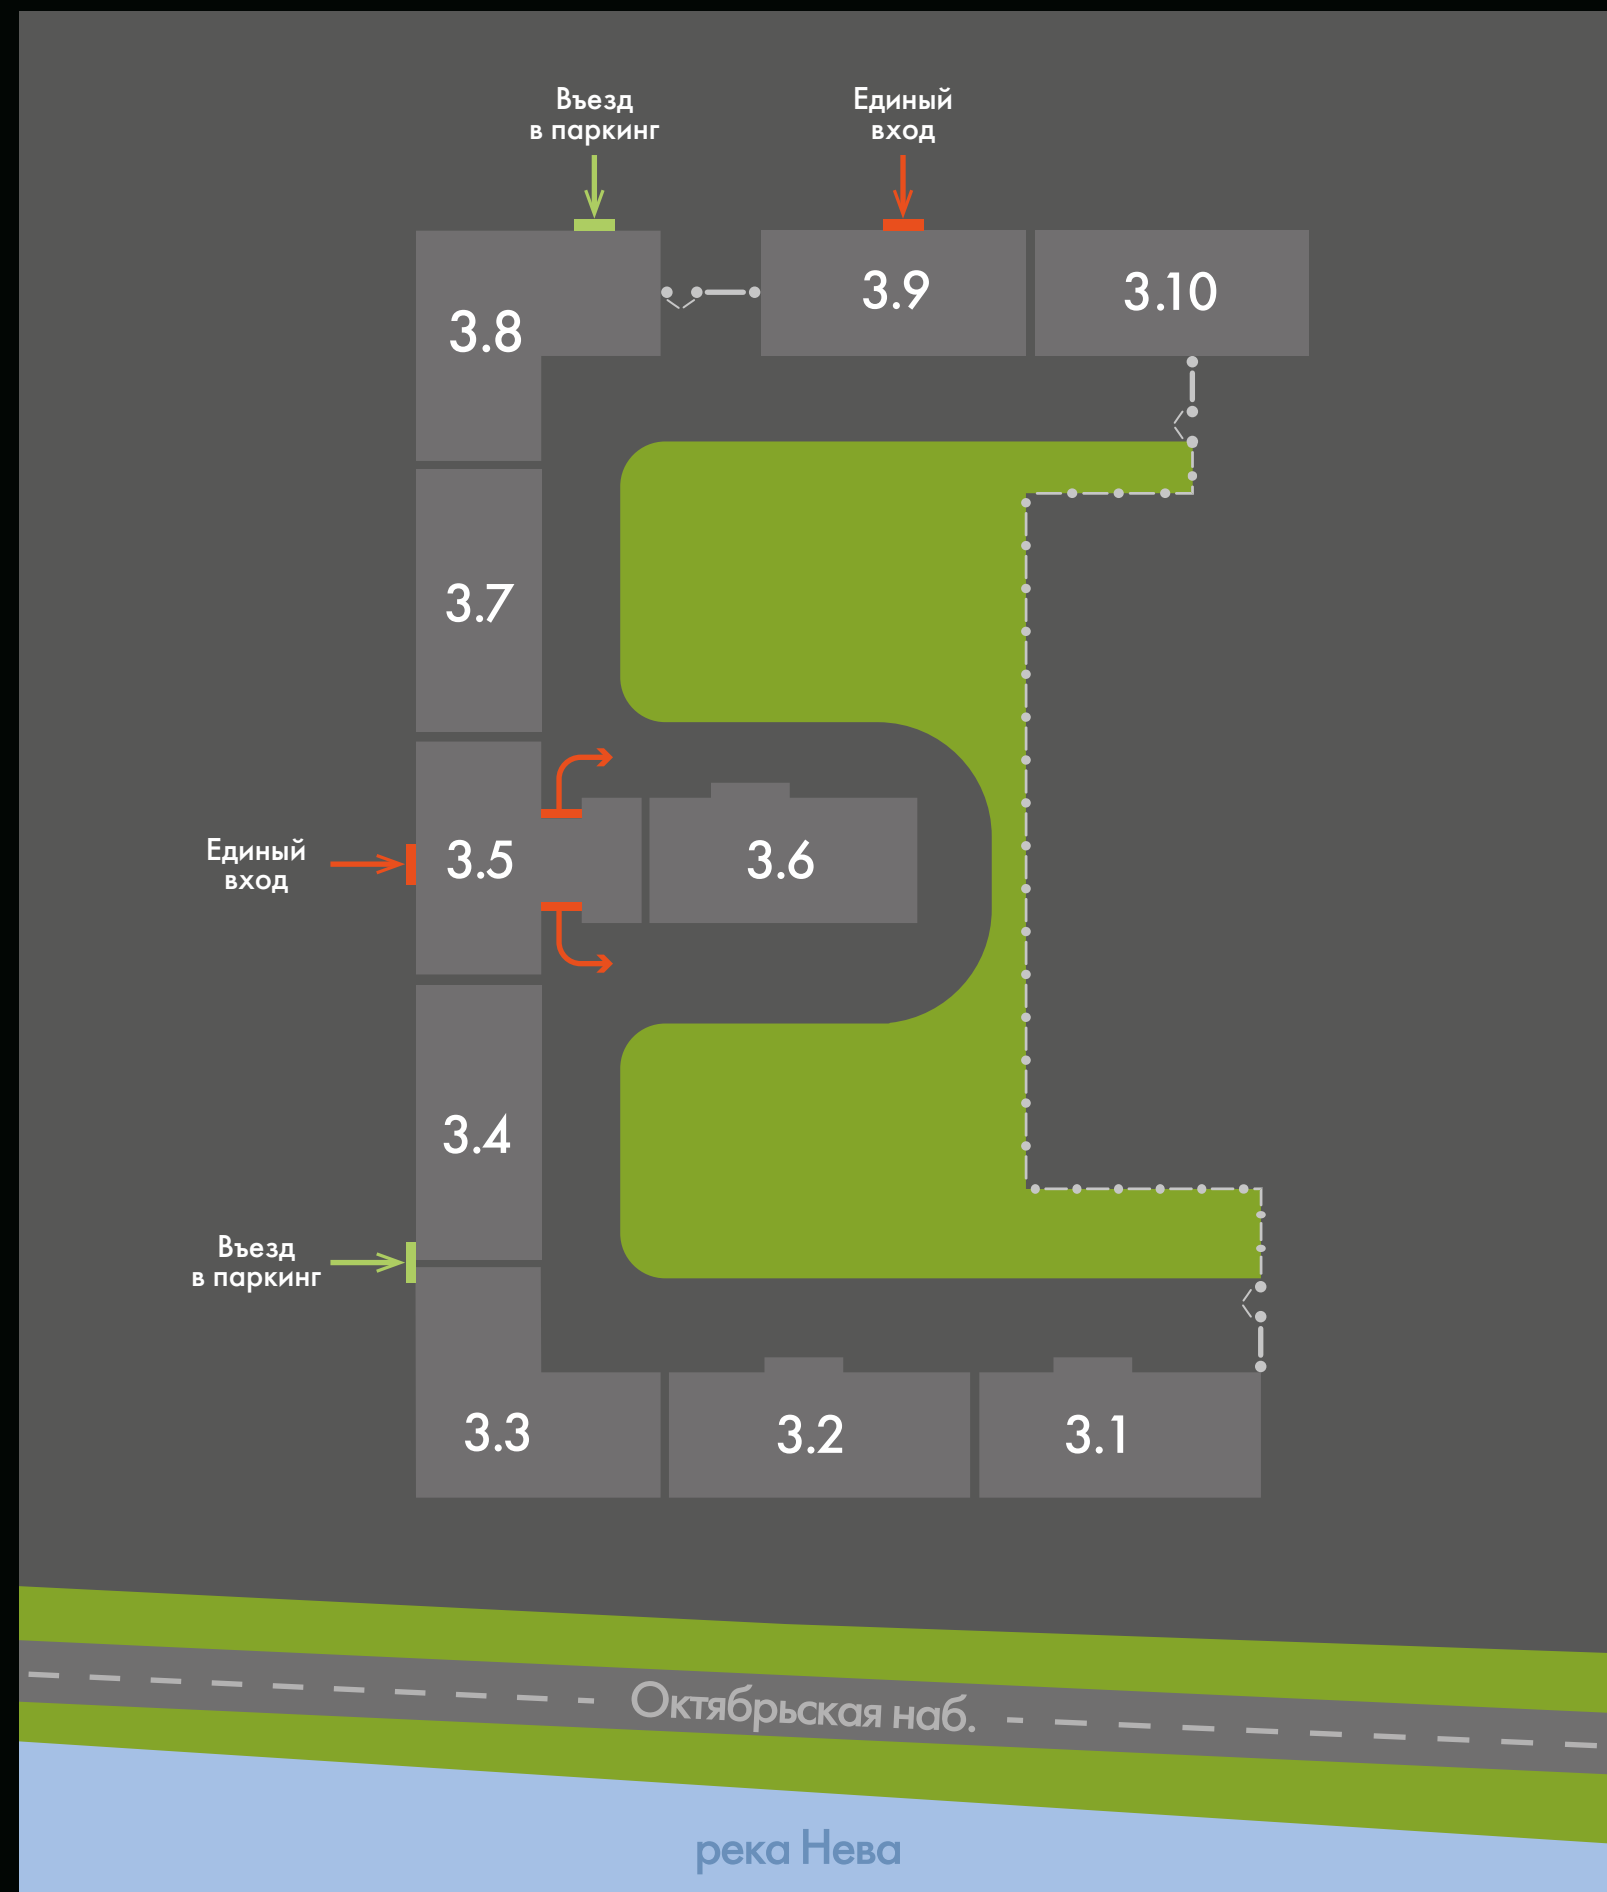 Въезд
в паркинг
Единый
вход
3.8
3.9
3.10
3.7
Единый
вход
3.5
3.6
3.4
Въезд
в паркинг
3.3
3.2
3.1
Октябрьская наб.
река Нева